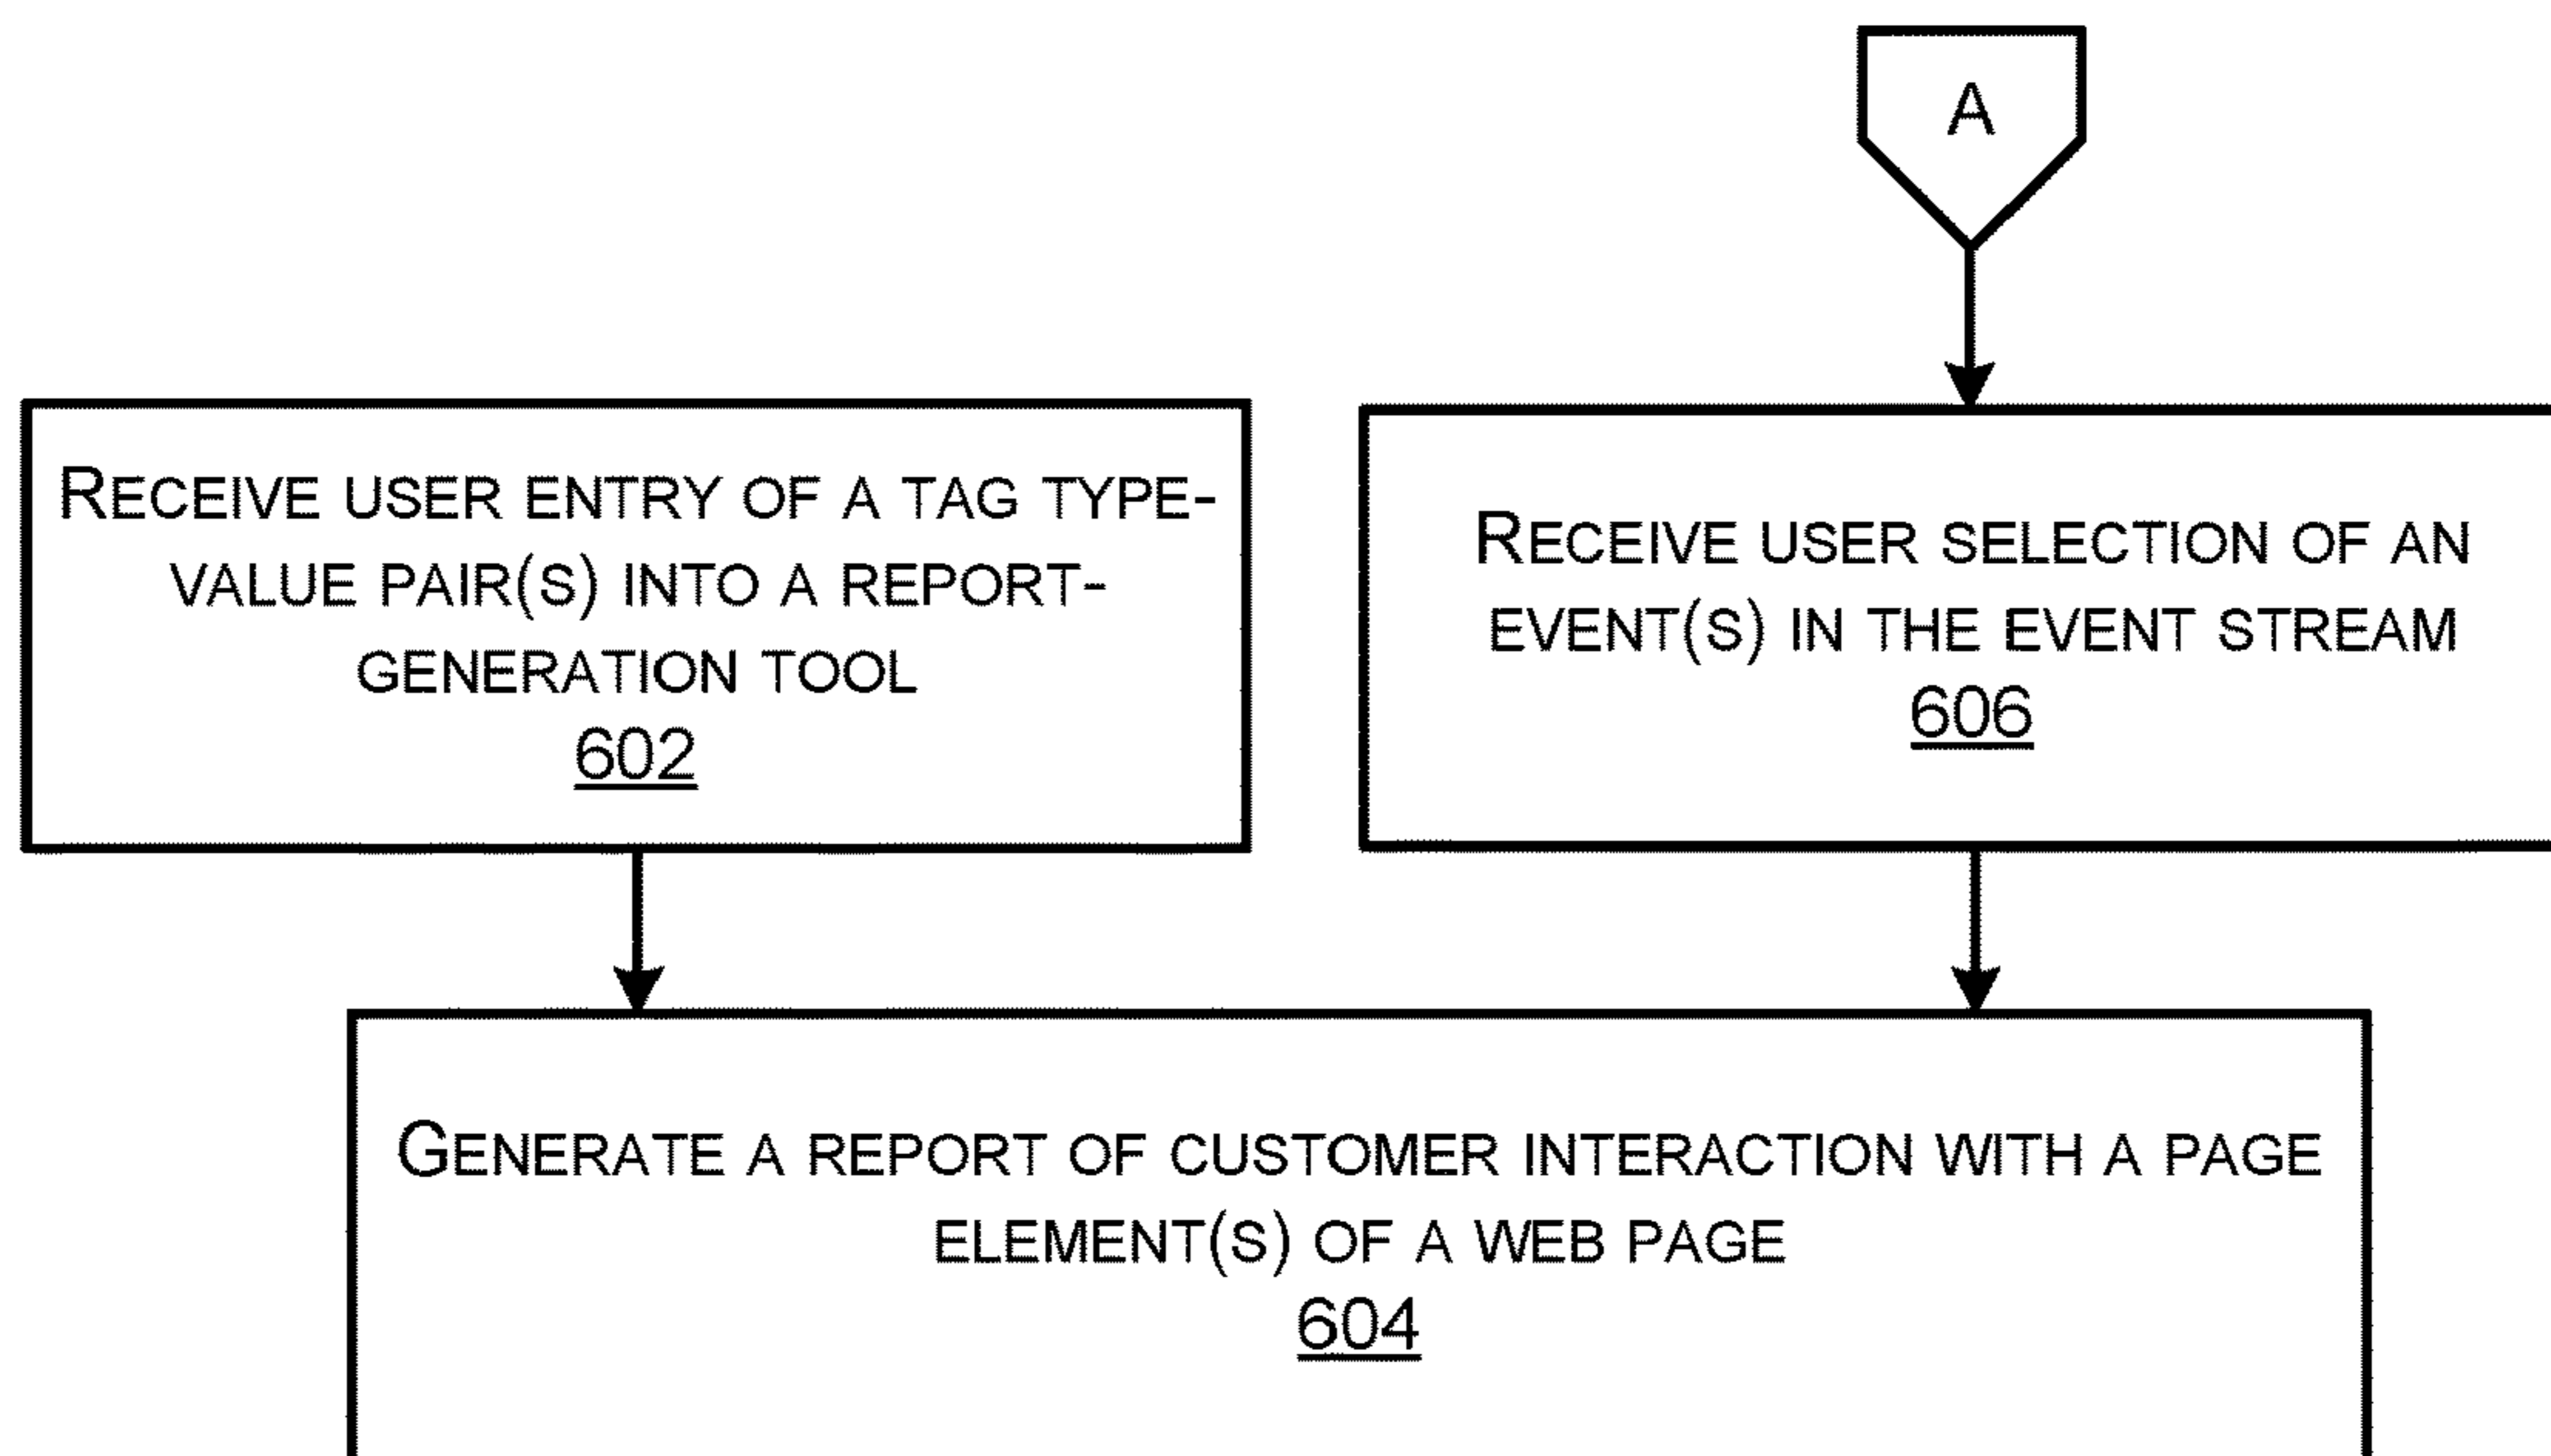 A
RECEIVE USER ENTRY OF A TAG TYPE-
VALUE PAIR(S) INTO A REPORT-
GENERATION TOOL
602
RECEIVE USER SELECTION OF AN
EVENT(S) IN THE EVENT STREAM
606
GENERATE A REPORT OF CUSTOMER INTERACTION WITH A PAGE
ELEMENT(S) OF A WEB PAGE
604